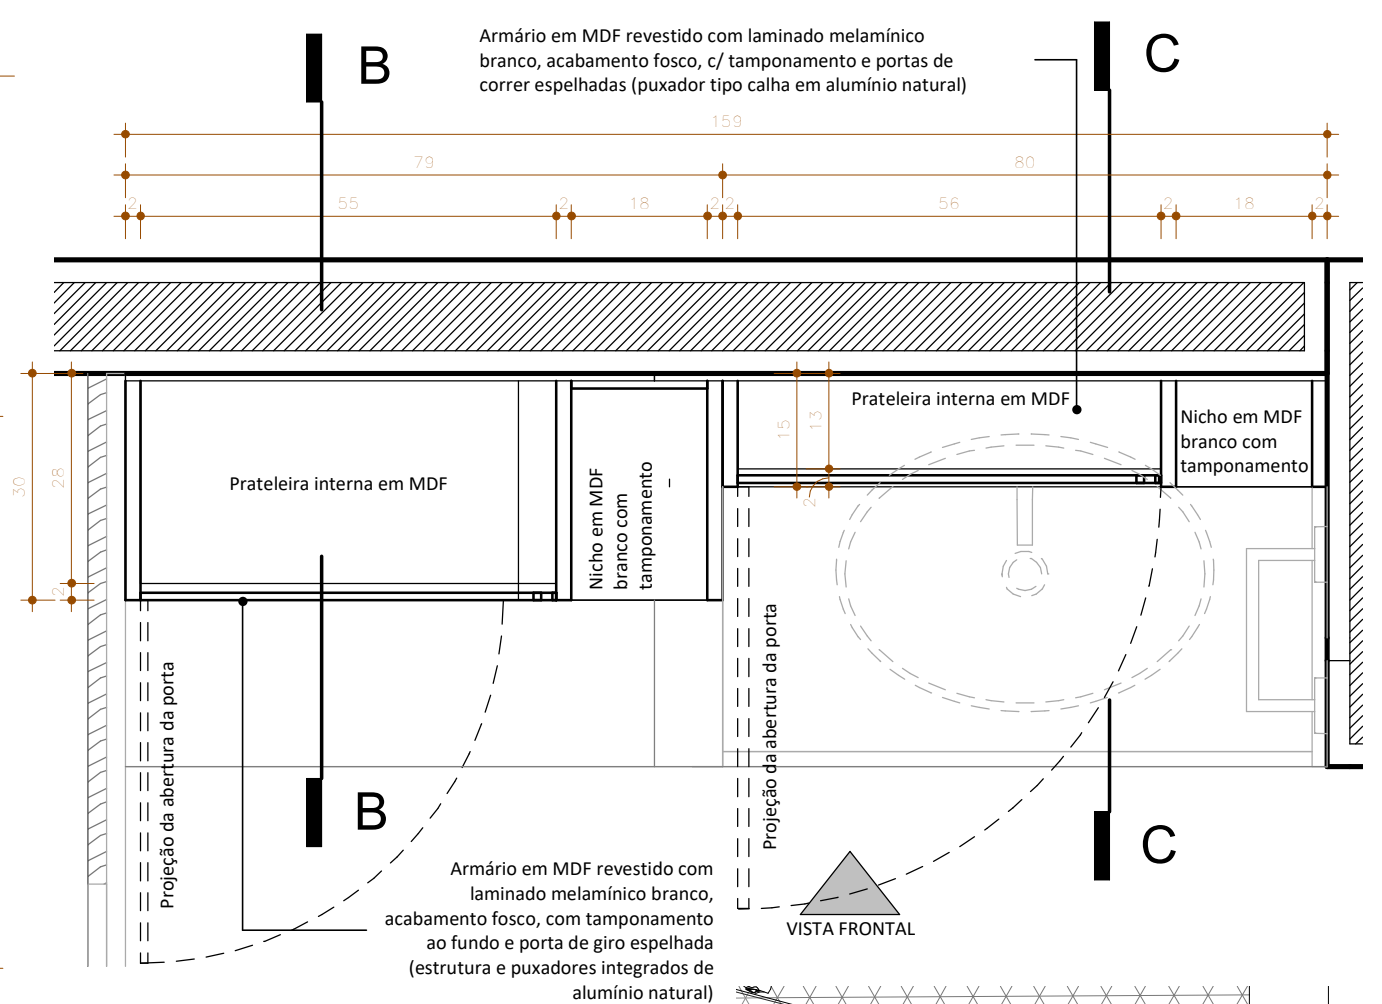 Armário em MDF revestido com laminado melamínico
branco, acabamento fosco, c/ tamponamento e portas de
correr espelhadas (puxador tipo calha em alumínio natural)
B
C
159
79
80
2
55
2
18
2
2
56
2
18
2
30
28
2
15
13
2
Prateleira interna em MDF
Nicho em MDF
branco com
tamponamento
Prateleira interna em MDF
Nicho em MDF
branco com
tamponamento
Projeção da abertura da porta
Projeção da abertura da porta
B
C
Armário em MDF revestido com
laminado melamínico branco,
acabamento fosco, com tamponamento
ao fundo e porta de giro espelhada
(estrutura e puxadores integrados de
alumínio natural)
VISTA FRONTAL